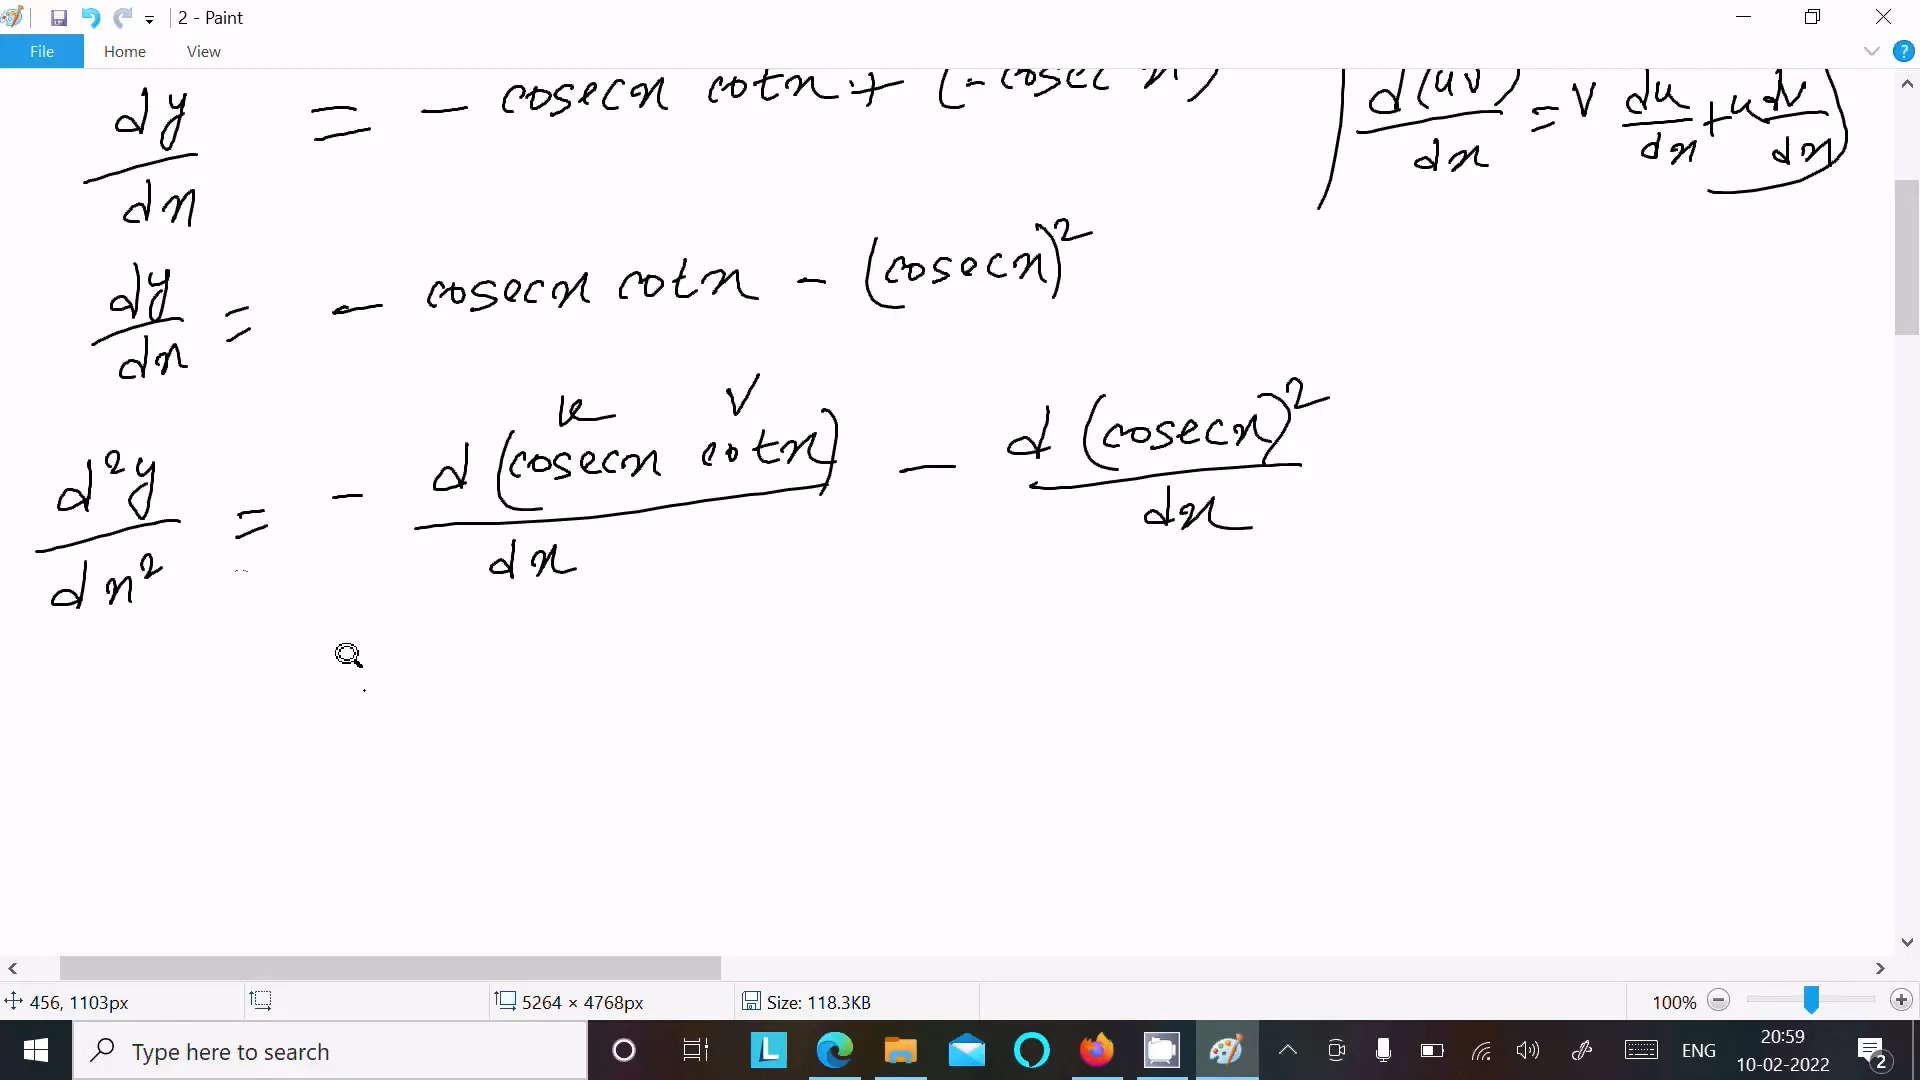 2 - Paint
File Home View
dy/dx = - cosecx cotx + (- cosec x)
d(uv)/dx = v du/dx + u dv/dx
dy/dx = - cosecx cotx - (cosecx)²
u v
d²y/dx² = - d(cosecx cotx)/dx - d(cosecx)²/dx
456, 1103px
5264 × 4768px
Size: 118.3KB
100%
Type here to search
L
ENG
20:59
10-02-2022
2